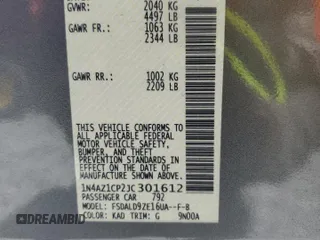 GVWR: 2040 KG
4497 LB
GAWR FR.: 1063 KG
2344 LB
GAWR RR.: 1002 KG
2209 LB
THIS VEHICLE CONFORMS TO ALL
APPLICABLE FEDERAL
MOTOR VEHICLE SAFETY,
BUMPER, AND THEFT
PREVENTION STANDARDS
IN EFFECT ON THE DATE OF
MANUFACTURE SHOWN ABOVE.
1N4AZ1CP2JC301612
PASSENGER CAR 792
MODEL: FSDALD9ZE16UA--F-8
COLOR: KAD TRIM: G 9N00A
DREAMBID